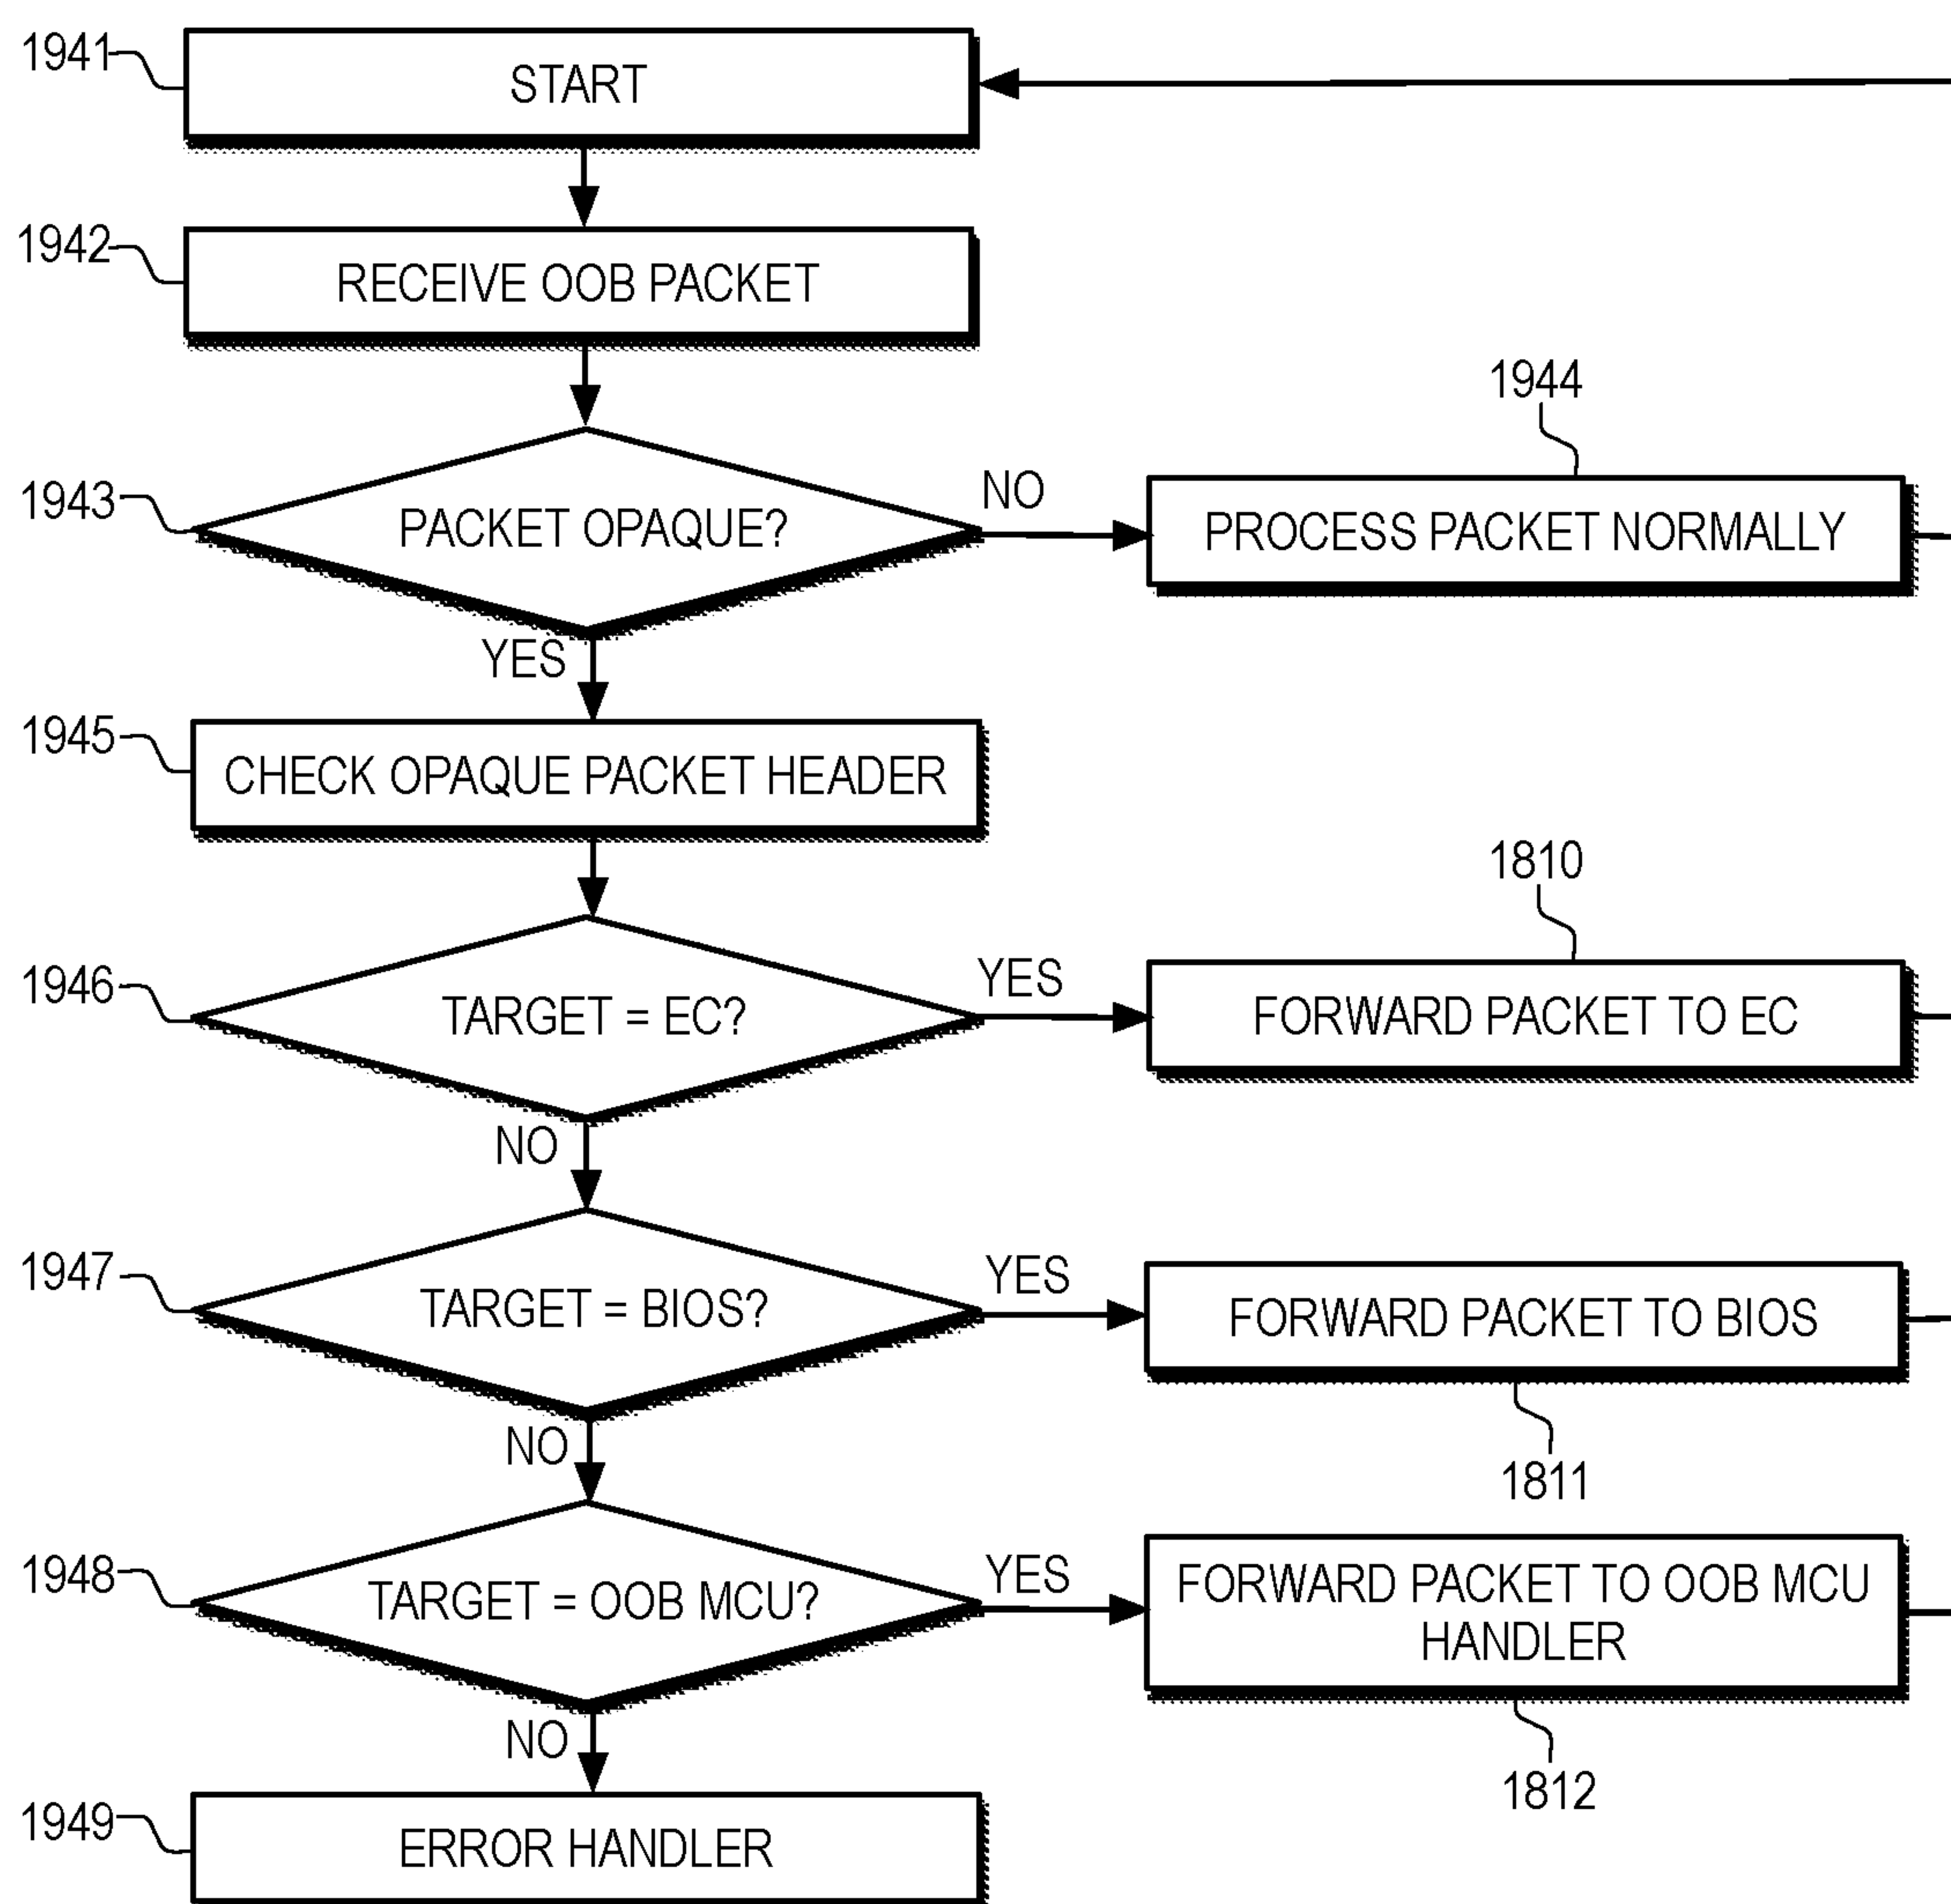 1941
START
1942
RECEIVE OOB PACKET
1943
PACKET OPAQUE?
NO
1944
PROCESS PACKET NORMALLY
YES
1945
CHECK OPAQUE PACKET HEADER
1946
TARGET = EC?
YES
1810
FORWARD PACKET TO EC
NO
1947
TARGET = BIOS?
YES
FORWARD PACKET TO BIOS
1811
NO
1948
TARGET = OOB MCU?
YES
FORWARD PACKET TO OOB MCU
HANDLER
1812
NO
1949
ERROR HANDLER